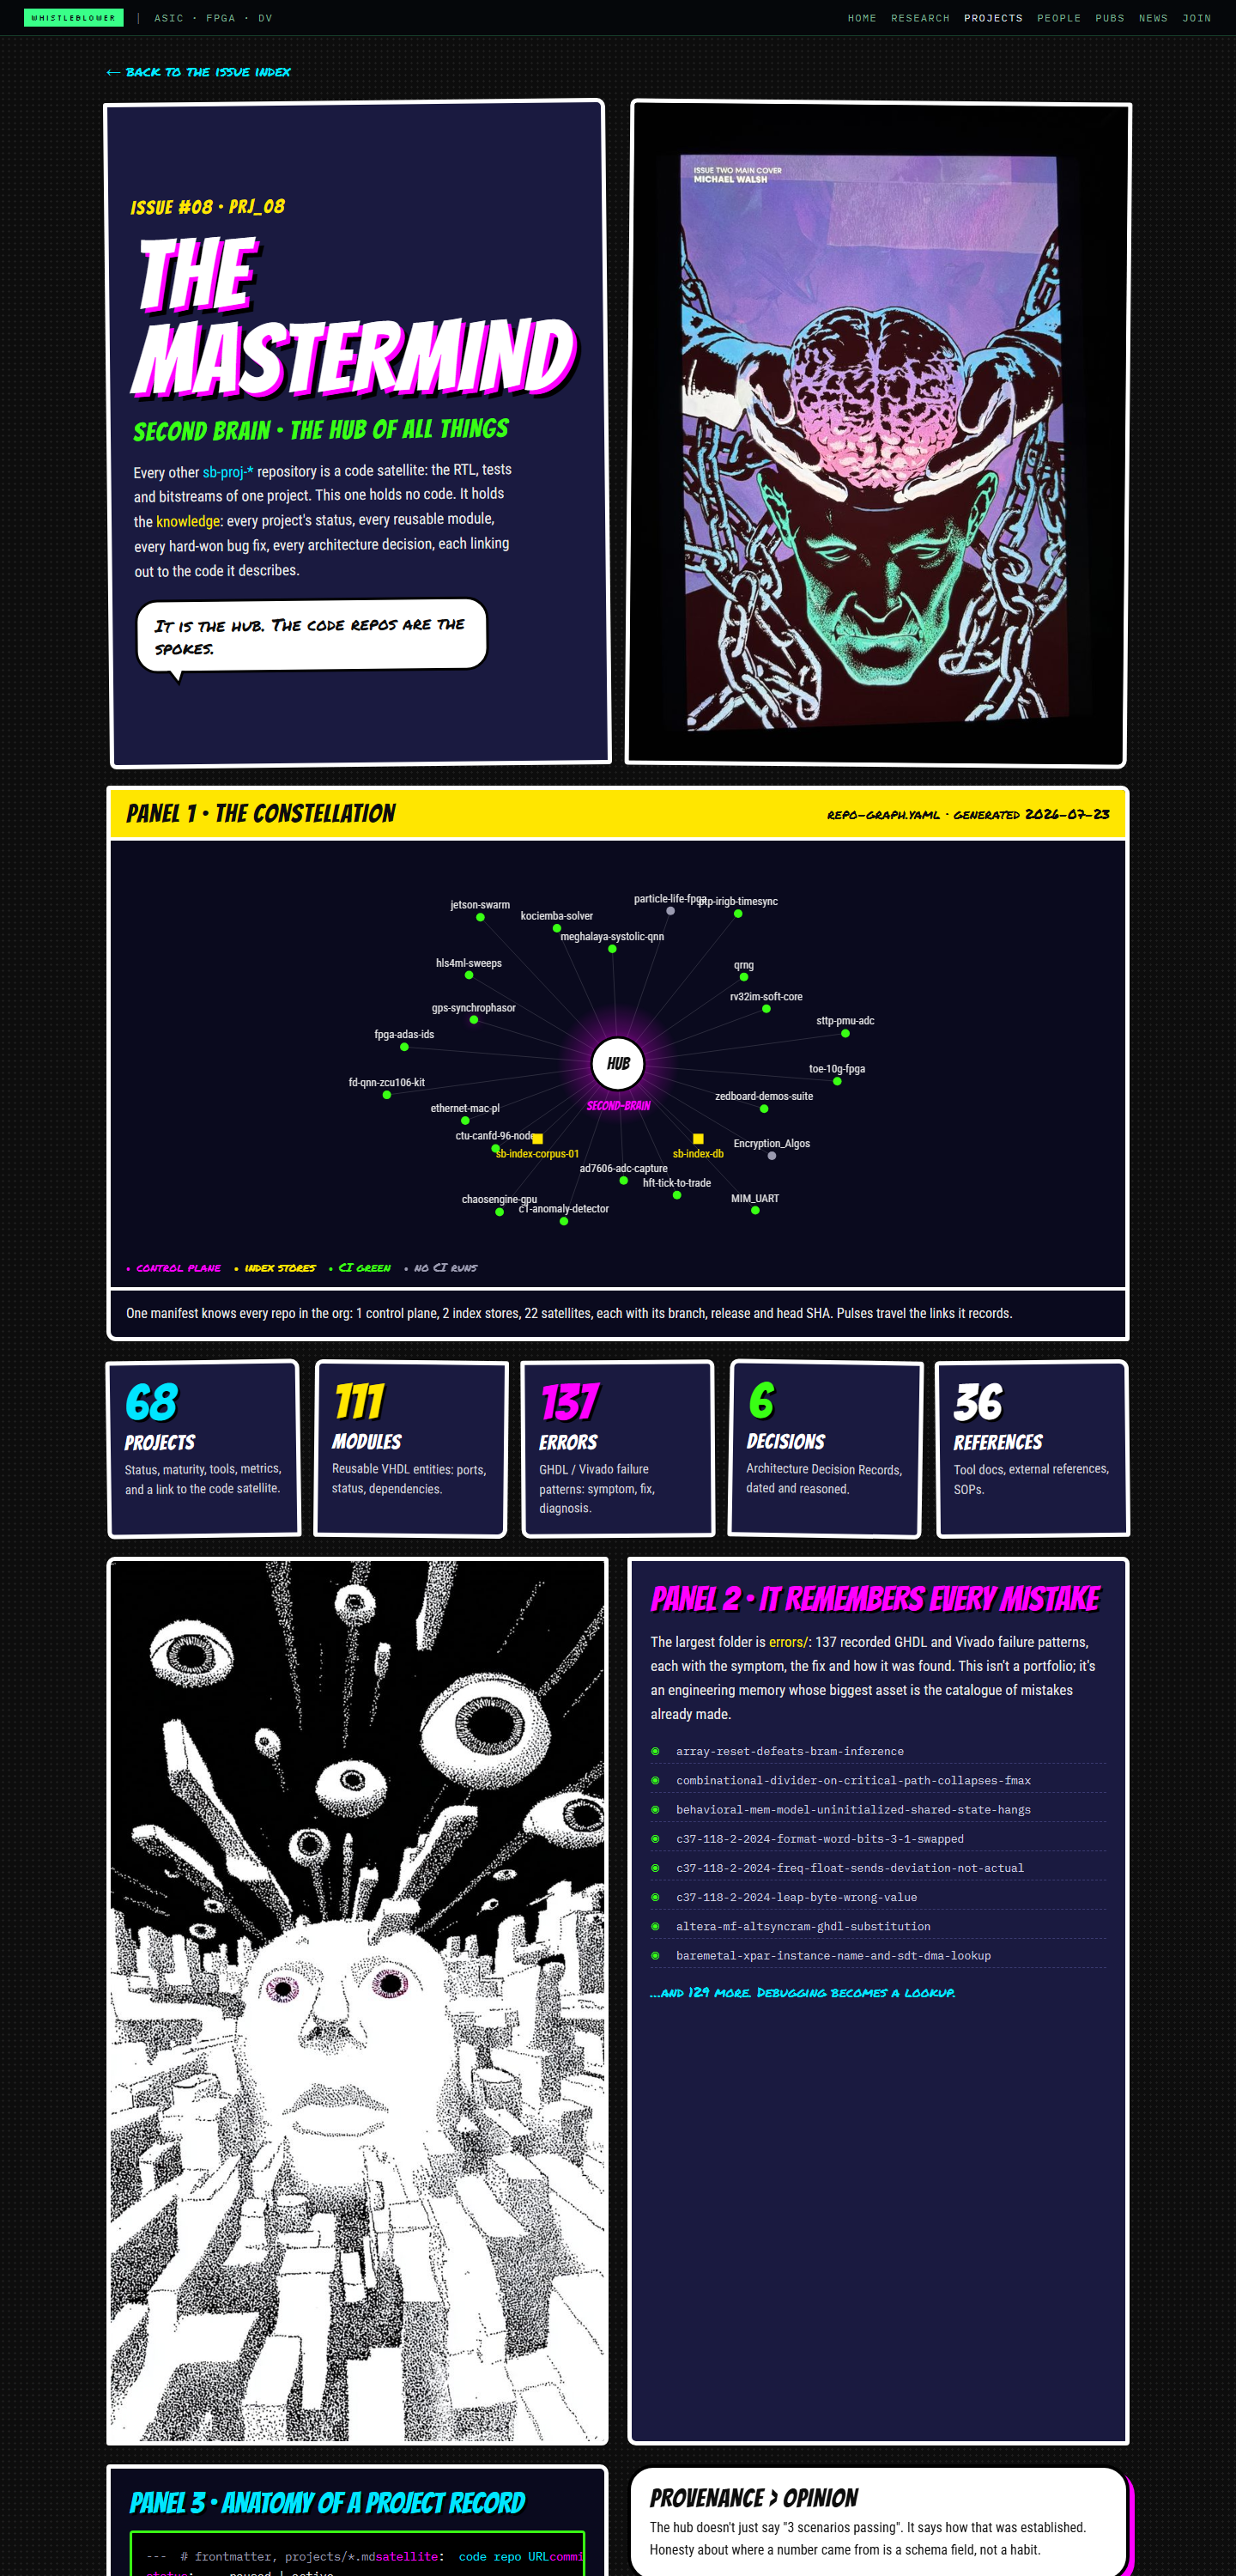 WHISTLEBLOWER | ASIC · FPGA · DV
HOME RESEARCH PROJECTS PEOPLE PUBS NEWS JOIN
← BACK TO THE ISSUE INDEX
ISSUE #08 · PRJ_08
THE
MASTERMIND
SECOND BRAIN · THE HUB OF ALL THINGS
Every other sb-proj-* repository is a code satellite: the RTL, tests
and bitstreams of one project. This one holds no code. It holds
the knowledge: every project's status, every reusable module,
every hard-won bug fix, every architecture decision, each linking
out to the code it describes.
IT IS THE HUB. THE CODE REPOS ARE THE
SPOKES.
ISSUE TWO MAIN COVER
MICHAEL WALSH
PANEL 1 · THE CONSTELLATION
REPO-GRAPH.YAML · GENERATED 2026-07-23
particle-life-fpga
ptp-irigb-timesync
jetson-swarm
kociemba-solver
meghalaya-systolic-qnn
hls4ml-sweeps
qrng
rv32im-soft-core
gps-synchrophasor
sttp-pmu-adc
fpga-adas-ids
HUB
toe-10g-fpga
fd-qnn-zcu106-kit
zedboard-demos-suite
SECOND-BRAIN
ethernet-mac-pl
ctu-canfd-96-node
Encryption_Algos
sb-index-corpus-01
sb-index-db
ad7606-adc-capture
hft-tick-to-trade
chaosengine-gpu
MIM_UART
c1-anomaly-detector
• CONTROL PLANE • INDEX STORES • CI GREEN • NO CI RUNS
One manifest knows every repo in the org: 1 control plane, 2 index stores, 22 satellites, each with its branch, release and head SHA. Pulses travel the links it records.
68
PROJECTS
Status, maturity, tools, metrics,
and a link to the code satellite.
111
MODULES
Reusable VHDL entities: ports,
status, dependencies.
137
ERRORS
GHDL / Vivado failure
patterns: symptom, fix,
diagnosis.
6
DECISIONS
Architecture Decision Records,
dated and reasoned.
36
REFERENCES
Tool docs, external references,
SOPs.
PANEL 2 · IT REMEMBERS EVERY MISTAKE
The largest folder is errors/: 137 recorded GHDL and Vivado failure patterns,
each with the symptom, the fix and how it was found. This isn't a portfolio; it's
an engineering memory whose biggest asset is the catalogue of mistakes
already made.
◉ array-reset-defeats-bram-inference
◉ combinational-divider-on-critical-path-collapses-fmax
◉ behavioral-mem-model-uninitialized-shared-state-hangs
◉ c37-118-2-2024-format-word-bits-3-1-swapped
◉ c37-118-2-2024-freq-float-sends-deviation-not-actual
◉ c37-118-2-2024-leap-byte-wrong-value
◉ altera-mf-altsyncram-ghdl-substitution
◉ baremetal-xpar-instance-name-and-sdt-dma-lookup
...AND 129 MORE. DEBUGGING BECOMES A LOOKUP.
PANEL 3 · ANATOMY OF A PROJECT RECORD
--- # frontmatter, projects/*.mdsatellite: code repo URLcommi
PROVENANCE > OPINION
The hub doesn't just say "3 scenarios passing". It says how that was established.
Honesty about where a number came from is a schema field, not a habit.